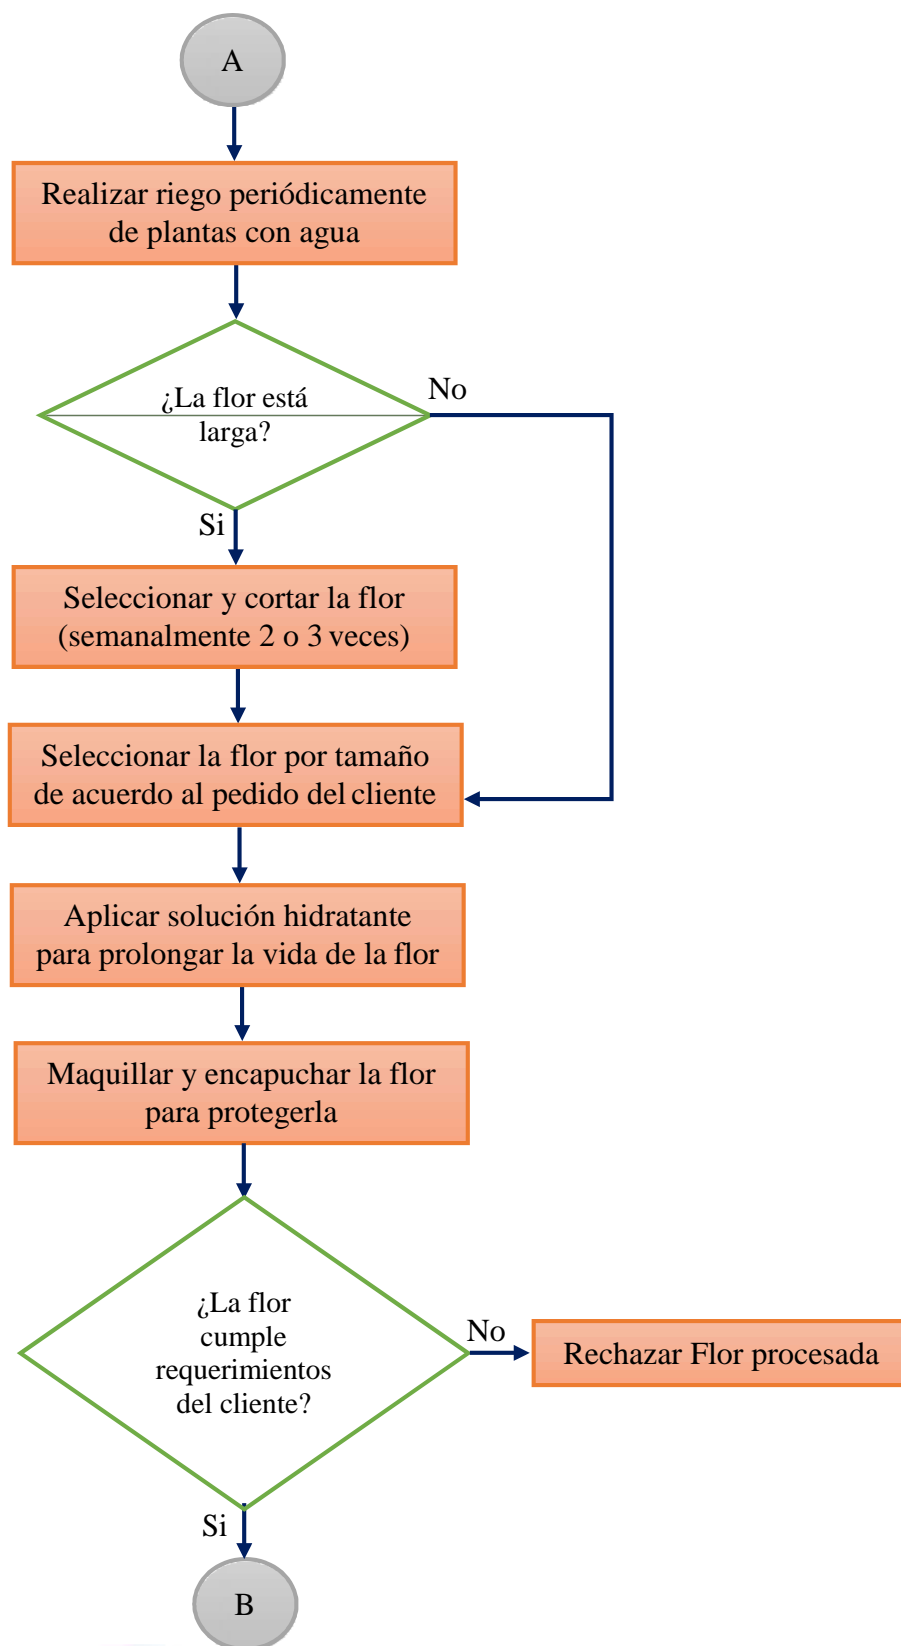 A
Realizar riego periódicamente
de plantas con agua
¿La flor está
larga?
No
Si
Seleccionar y cortar la flor
(semanalmente 2 o 3 veces)
Seleccionar la flor por tamaño
de acuerdo al pedido del cliente
Aplicar solución hidratante
para prolongar la vida de la flor
Maquillar y encapuchar la flor
para protegerla
¿La flor
cumple
requerimientos
del cliente?
No
Rechazar Flor procesada
Si
B